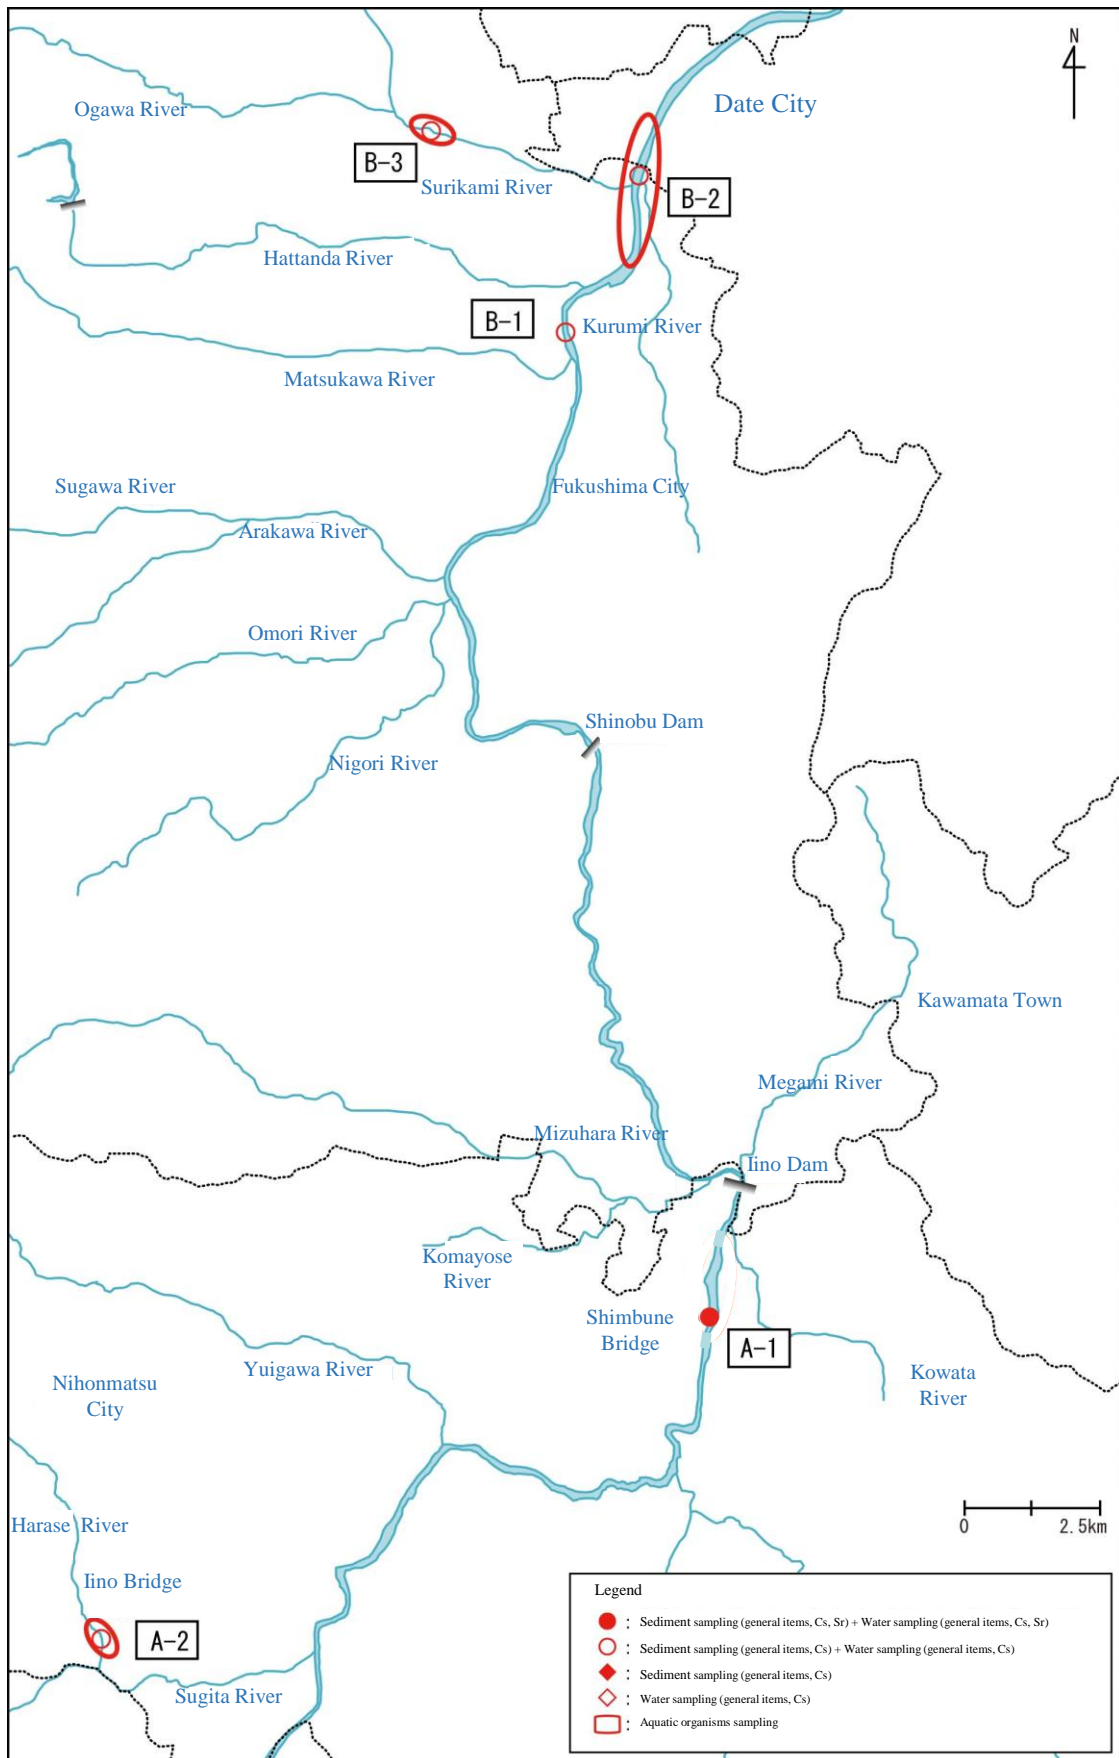 N
Date City
Ogawa River
B-3
Surikami River
B-2
Hattanda River
B-1
Kurumi River
Matsukawa River
Sugawa River
Fukushima City
Arakawa River
Omori River
Shinobu Dam
Nigori River
Kawamata Town
Megami River
Mizuhara River
Iino Dam
Komayose
River
Shimbune
Bridge
A-1
Yuigawa River
Kowata
River
Nihonmatsu
City
Harase River
0 2.5km
Iino Bridge
A-2
Sugita River
Legend
: Sediment sampling (general items, Cs, Sr) + Water sampling (general items, Cs, Sr)
: Sediment sampling (general items, Cs) + Water sampling (general items, Cs)
: Sediment sampling (general items, Cs)
: Water sampling (general items, Cs)
: Aquatic organisms sampling